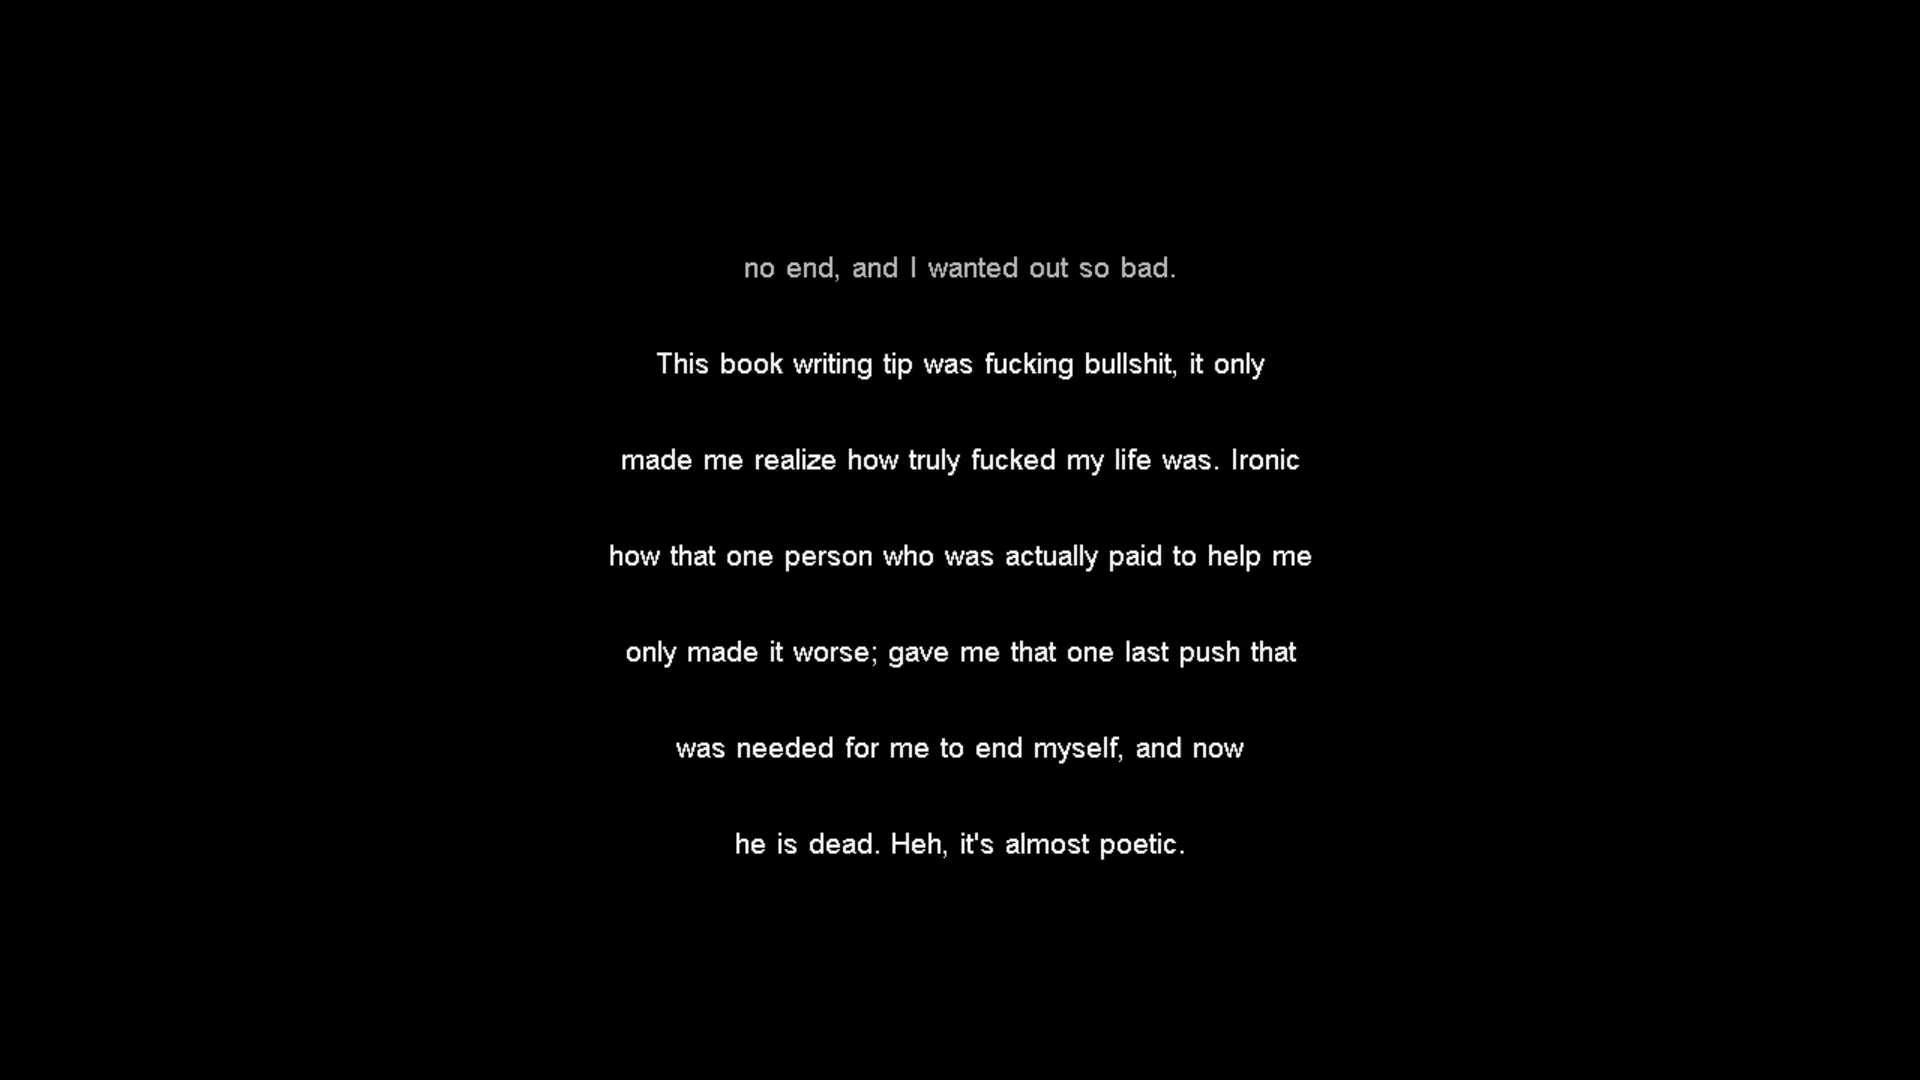 no end, and I wanted out so bad.
This book writing tip was fucking bullshit, it only
made me realize how truly fucked my life was. Ironic
how that one person who was actually paid to help me
only made it worse; gave me that one last push that
was needed for me to end myself, and now
he is dead. Heh, it's almost poetic.